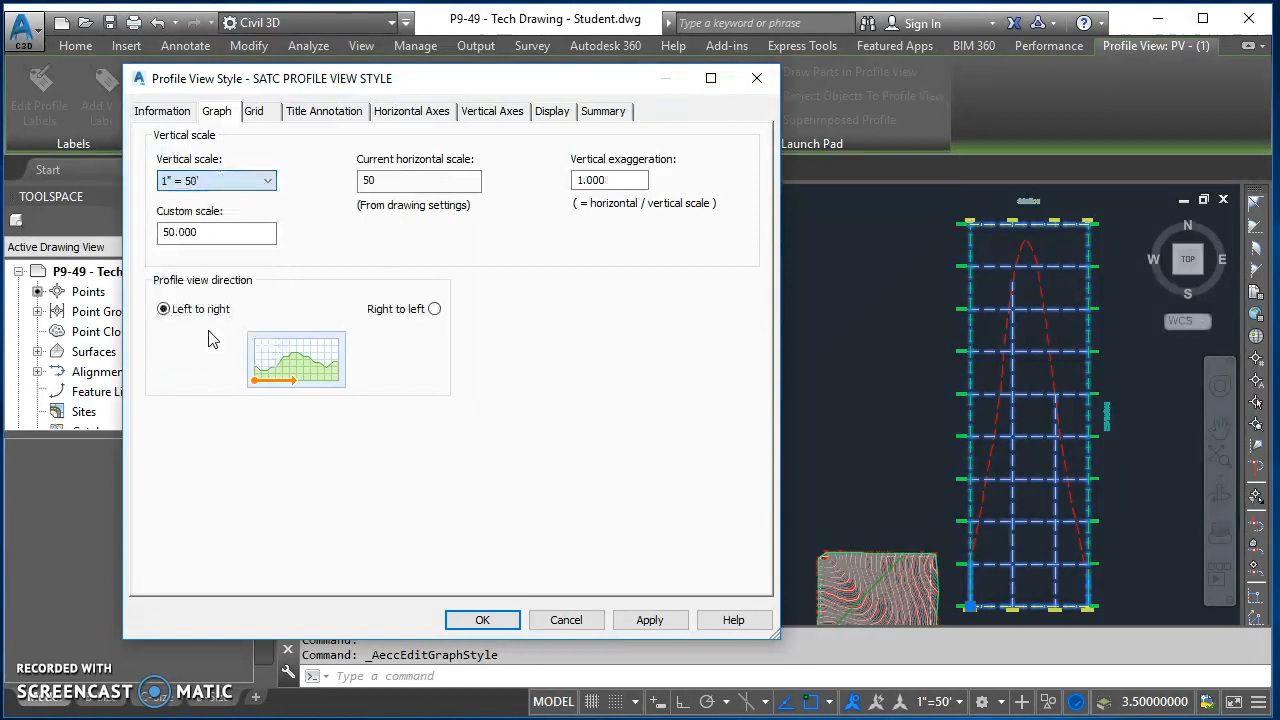 Civil 3D
P9-49 - Tech Drawing - Student.dwg
Type a keyword or phrase
Sign In
C3D
Home
Insert
Annotate
Modify
Analyze
View
Manage
Output
Survey
Autodesk 360
Help
Add-ins
Express Tools
Featured Apps
BIM 360
Performance
Profile View: PV - (1)
Edit Profile
Labels
Add V
Lab
Labels
Draw Parts in Profile View
Project Objects To Profile View
Superimposed Profile
Launch Pad
Profile View Style - SATC PROFILE VIEW STYLE
Information
Graph
Grid
Title Annotation
Horizontal Axes
Vertical Axes
Display
Summary
Vertical scale
Vertical scale:
1" = 50'
Custom scale:
50.000
Current horizontal scale:
50
(From drawing settings)
Vertical exaggeration:
1.000
( = horizontal / vertical scale )
Profile view direction
Left to right
Right to left
OK
Cancel
Apply
Help
Start
TOOLSPACE
Active Drawing View
P9-49 - Tech
Points
Point Gro
Point Clo
Surfaces
Alignmen
Feature Li
Sites
N
W
TOP
E
S
WCS
Command:
Command: _AeccEditGraphStyle
Type a command
RECORDED WITH
SCREENCAST MATIC
MODEL
1"=50'
3.50000000